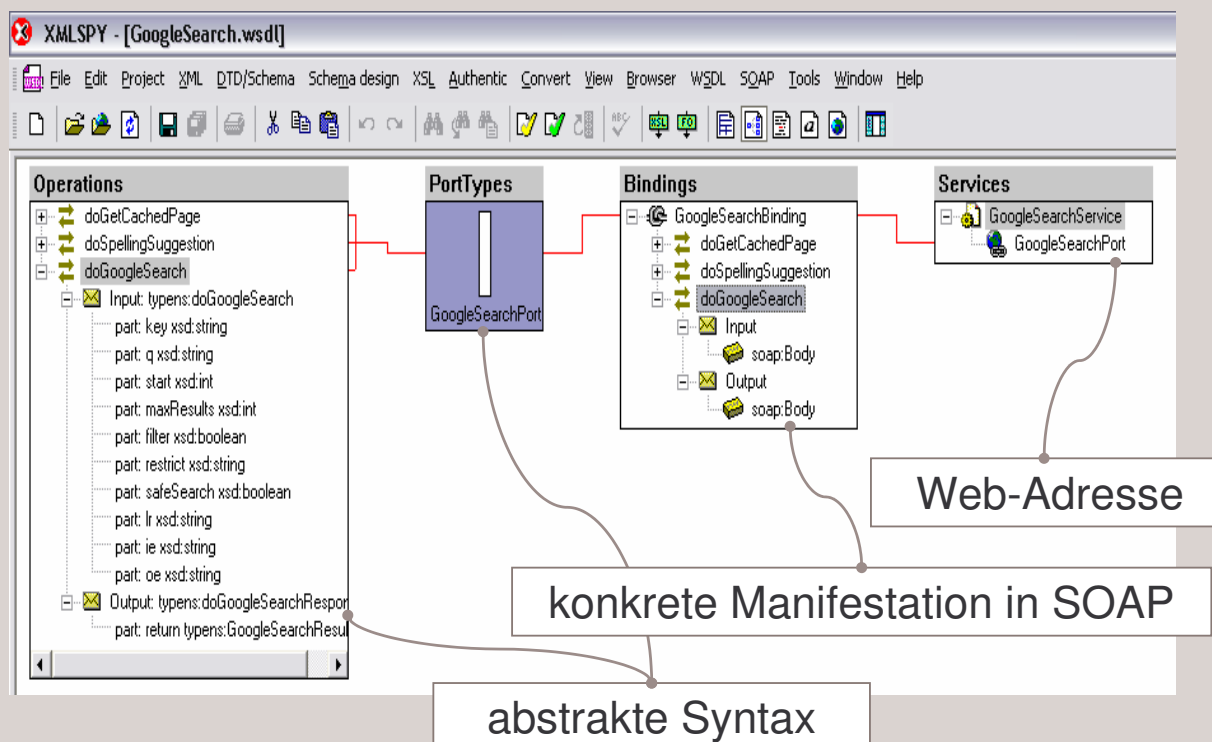 XMLSPY - [GoogleSearch.wsdl]
File Edit Project XML DTD/Schema Schema design XSL Authentic Convert View Browser WSDL SOAP Tools Window Help
Operations
doGetCachedPage
doSpellingSuggestion
doGoogleSearch
Input: typens:doGoogleSearch
part: key xsd:string
part: q xsd:string
part: start xsd:int
part: maxResults xsd:int
part: filter xsd:boolean
part: restrict xsd:string
part: safeSearch xsd:boolean
part: lr xsd:string
part: ie xsd:string
part: oe xsd:string
Output: typens:doGoogleSearchRespon
part: return typens:GoogleSearchResul
PortTypes
GoogleSearchPort
Bindings
GoogleSearchBinding
doGetCachedPage
doSpellingSuggestion
doGoogleSearch
Input
soap:Body
Output
soap:Body
Services
GoogleSearchService
GoogleSearchPort
Web-Adresse
konkrete Manifestation in SOAP
abstrakte Syntax